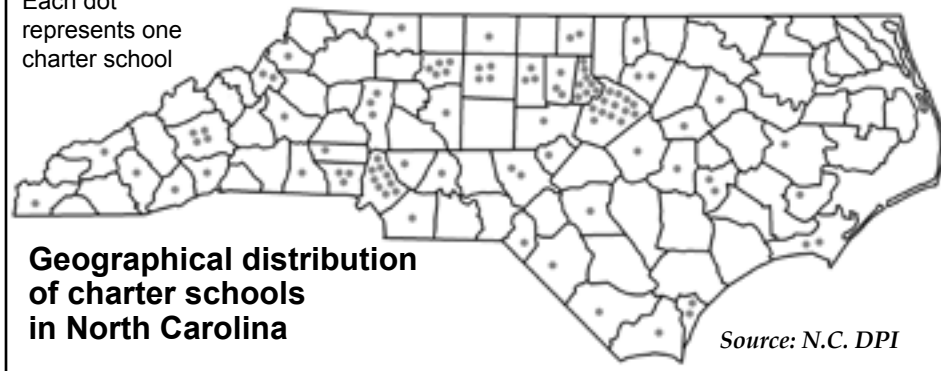 Each dot
represents one
charter school
Geographical distribution
of charter schools
in North Carolina
Source: N.C. DPI